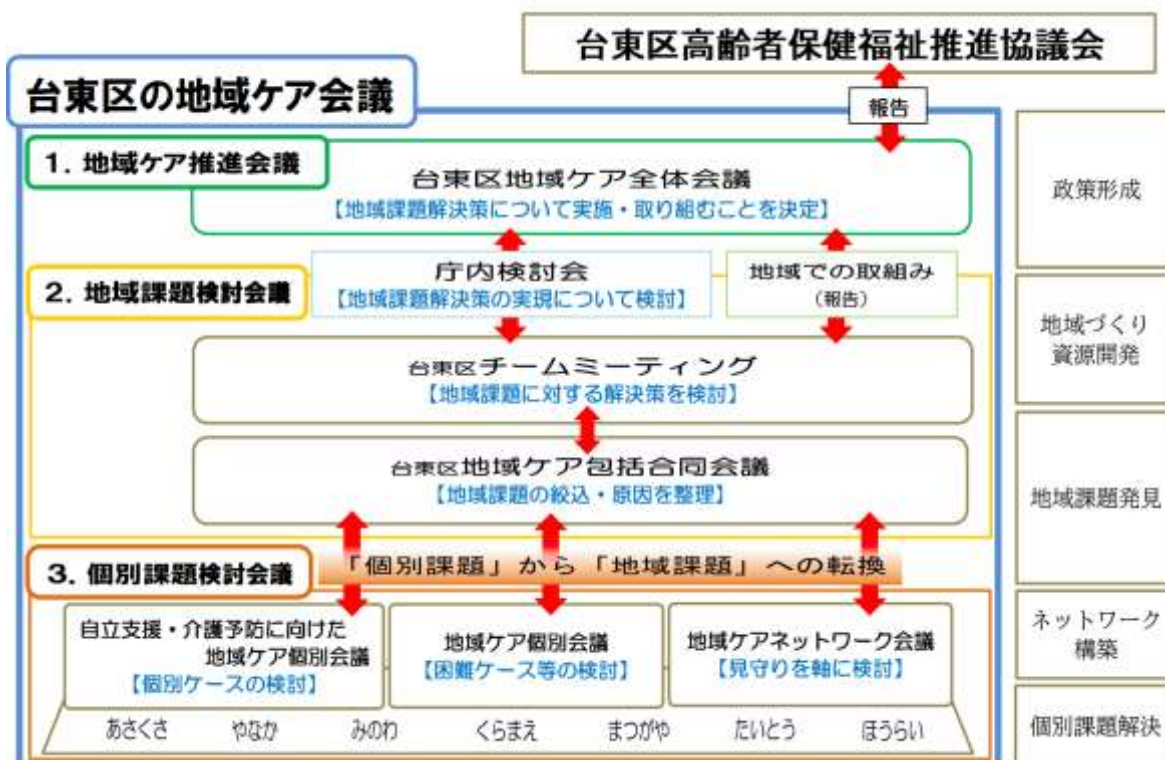 台東区高齢者保健福祉推進協議会
台東区の地域ケア会議
報告
1. 地域ケア推進会議
台東区地域ケア全体会議
【地域課題解決策について実施・取り組むことを決定】
2. 地域課題検討会議
庁内検討会
【地域課題解決策の実現について検討】
地域での取組み
(報告)
台東区チームミーティング
【地域課題に対する解決策を検討】
台東区地域ケア包括合同会議
【地域課題の絞込・原因を整理】
3. 個別課題検討会議
「個別課題」から「地域課題」への転換
自立支援・介護予防に向けた
地域ケア個別会議
【個別ケースの検討】
地域ケア個別会議
【困難ケース等の検討】
地域ケアネットワーク会議
【見守りを軸に検討】
あさくさ やなか みのわ くらまえ まつがや たいとう ほうらい
政策形成
地域づくり
資源開発
地域課題発見
ネットワーク
構築
個別課題解決